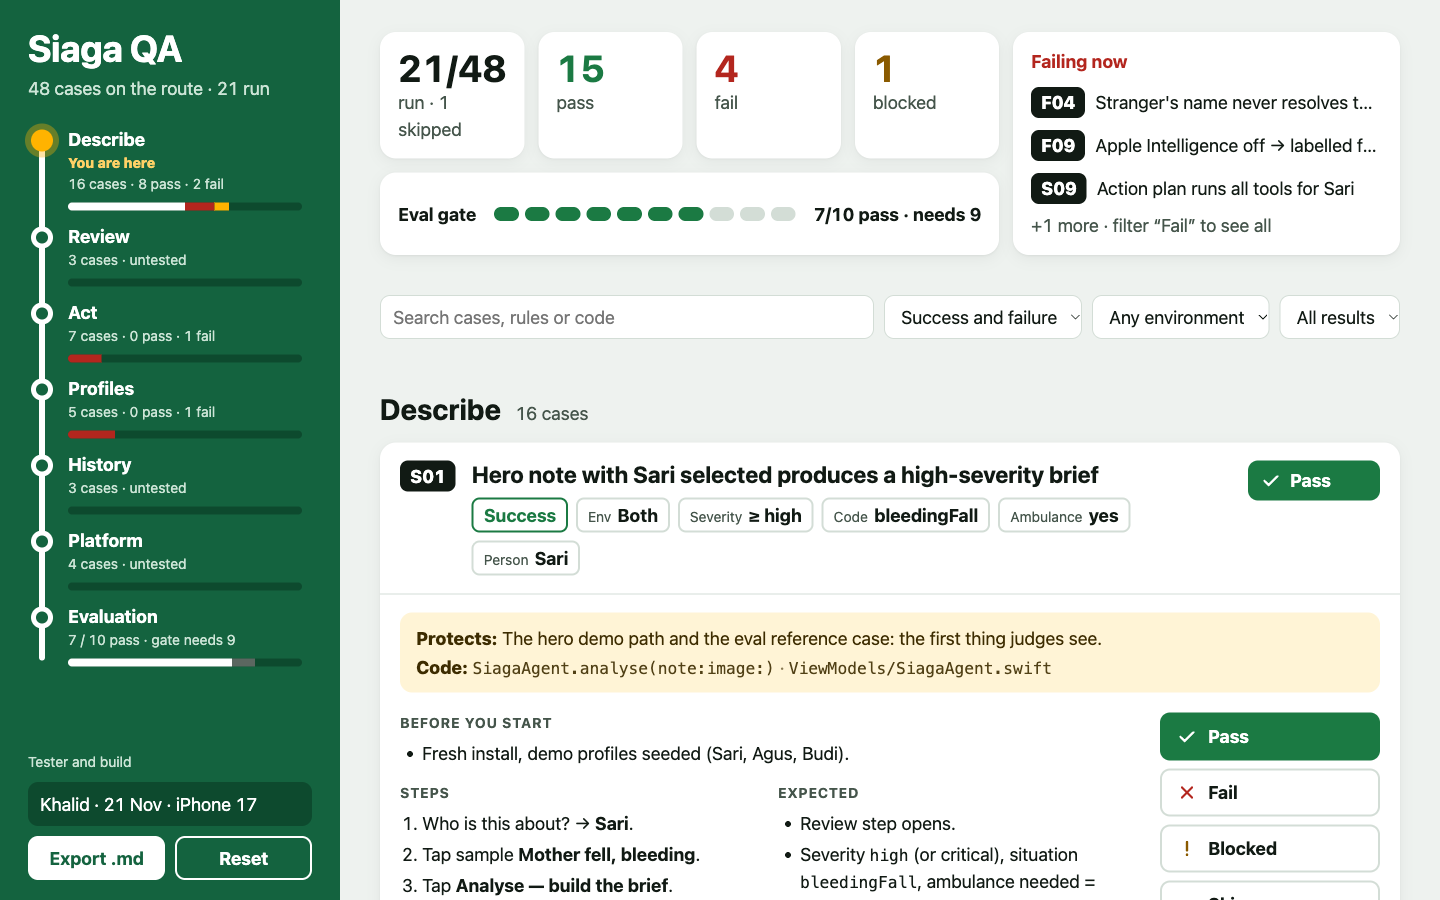 Siaga QA
48 cases on the route · 21 run
Describe
You are here
16 cases · 8 pass · 2 fail
Review
3 cases · untested
Act
7 cases · 0 pass · 1 fail
Profiles
5 cases · 0 pass · 1 fail
History
3 cases · untested
Platform
4 cases · untested
Evaluation
7 / 10 pass · gate needs 9
Tester and build
Khalid · 21 Nov · iPhone 17
Export .md
Reset
21/48
run · 1
skipped
15
pass
4
fail
1
blocked
Eval gate
7/10 pass · needs 9
Failing now
F04 Stranger's name never resolves t...
F09 Apple Intelligence off → labelled f...
S09 Action plan runs all tools for Sari
+1 more · filter “Fail” to see all
Search cases, rules or code
Success and failure
Any environment
All results
Describe 16 cases
S01 Hero note with Sari selected produces a high-severity brief
Pass
Success
Env Both
Severity ≥ high
Code bleedingFall
Ambulance yes
Person Sari
Protects: The hero demo path and the eval reference case: the first thing judges see.
Code: SiagaAgent.analyse(note:image:) · ViewModels/SiagaAgent.swift
BEFORE YOU START
• Fresh install, demo profiles seeded (Sari, Agus, Budi).
STEPS
1. Who is this about? → Sari.
2. Tap sample Mother fell, bleeding.
3. Tap Analyse — build the brief.
EXPECTED
• Review step opens.
• Severity high (or critical), situation
bleedingFall, ambulance needed =
Pass
Fail
Blocked